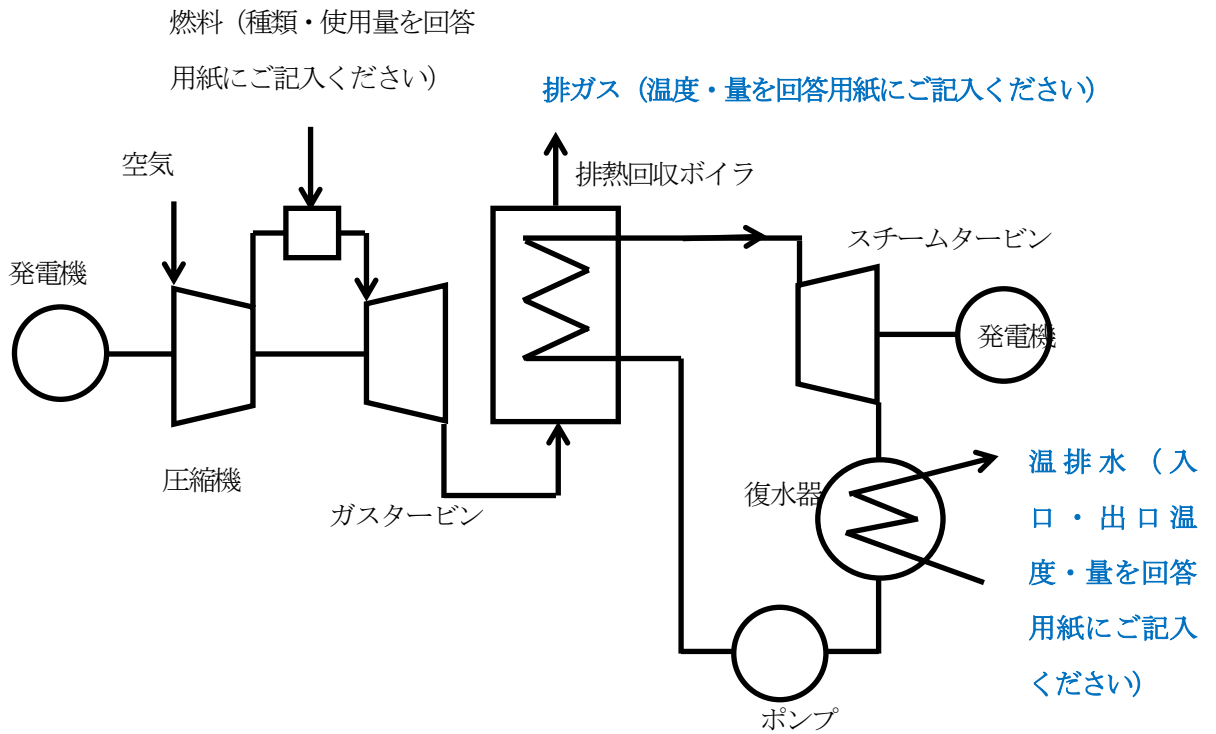 燃料（種類・使用量を回答
用紙にご記入ください）
排ガス（温度・量を回答用紙にご記入ください）
空気
排熱回収ボイラ
スチームタービン
発電機
発電機
圧縮機
ガスタービン
復水器
温排水（入
口・出口温
度・量を回答
用紙にご記入
ください）
ポンプ